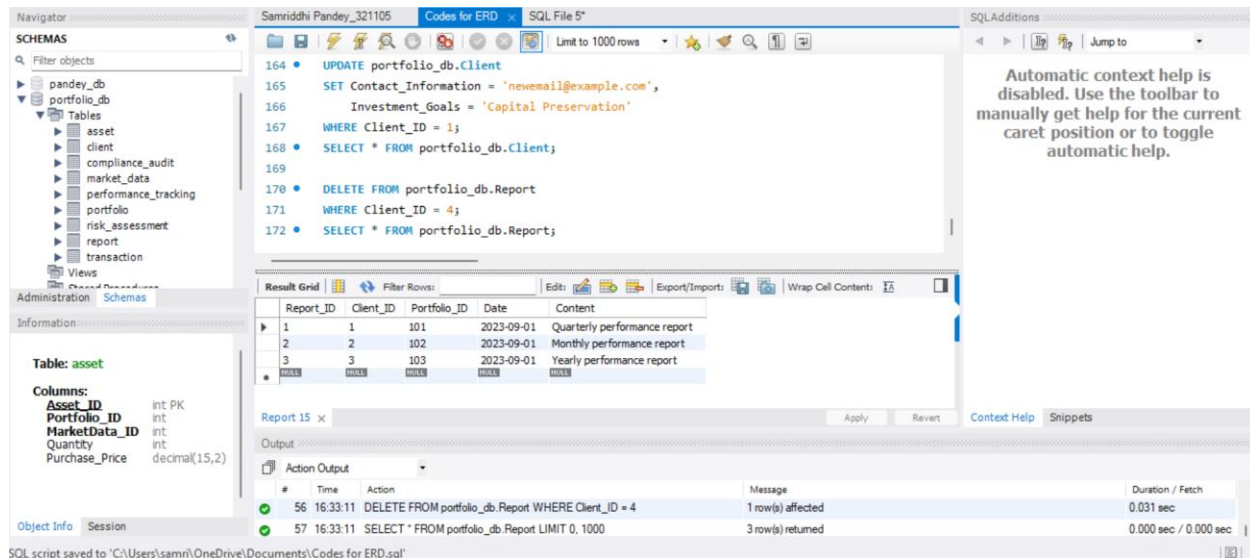 Navigator
SCHEMAS
Filter objects
pandey_db
portfolio_db
Tables
asset
client
compliance_audit
market_data
performance_tracking
portfolio
risk_assessment
report
transaction
Views
Stored Procedures
Administration Schemas
Information
Table: asset
Columns:
Asset_ID int PK
Portfolio_ID int
MarketData_ID int
Quantity int
Purchase_Price decimal(15,2)
Object Info Session
Samriddhi Pandey_321105 Codes for ERD SQL File 5*
Limit to 1000 rows
164 UPDATE portfolio_db.Client
165 SET Contact_Information = 'newemail@example.com',
166 Investment_Goals = 'Capital Preservation'
167 WHERE Client_ID = 1;
168 SELECT * FROM portfolio_db.Client;
169
170 DELETE FROM portfolio_db.Report
171 WHERE Client_ID = 4;
172 SELECT * FROM portfolio_db.Report;
Result Grid Filter Rows: Edit: Export/Import: Wrap Cell Content:
Report_ID Client_ID Portfolio_ID Date Content
1 1 101 2023-09-01 Quarterly performance report
2 2 102 2023-09-01 Monthly performance report
3 3 103 2023-09-01 Yearly performance report
NULL NULL NULL NULL NULL
Report 15 Apply Revert
Output
Action Output
# Time Action Message Duration / Fetch
56 16:33:11 DELETE FROM portfolio_db.Report WHERE Client_ID = 4 1 row(s) affected 0.031 sec
57 16:33:11 SELECT * FROM portfolio_db.Report LIMIT 0, 1000 3 row(s) returned 0.000 sec / 0.000 sec
SQLAdditions
Jump to
Automatic context help is
disabled. Use the toolbar to
manually get help for the current
caret position or to toggle
automatic help.
Context Help Snippets
SQL script saved to 'C:\Users\samri\OneDrive\Documents\Codes for ERD.sql'